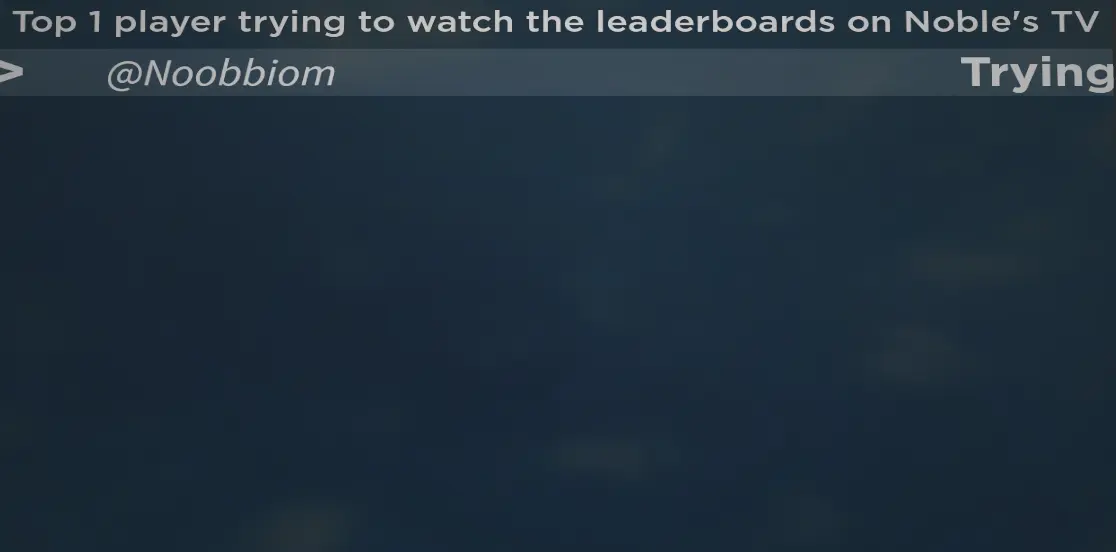 Top 1 player trying to watch the leaderboards on Noble's TV
> @Noobbiom Trying